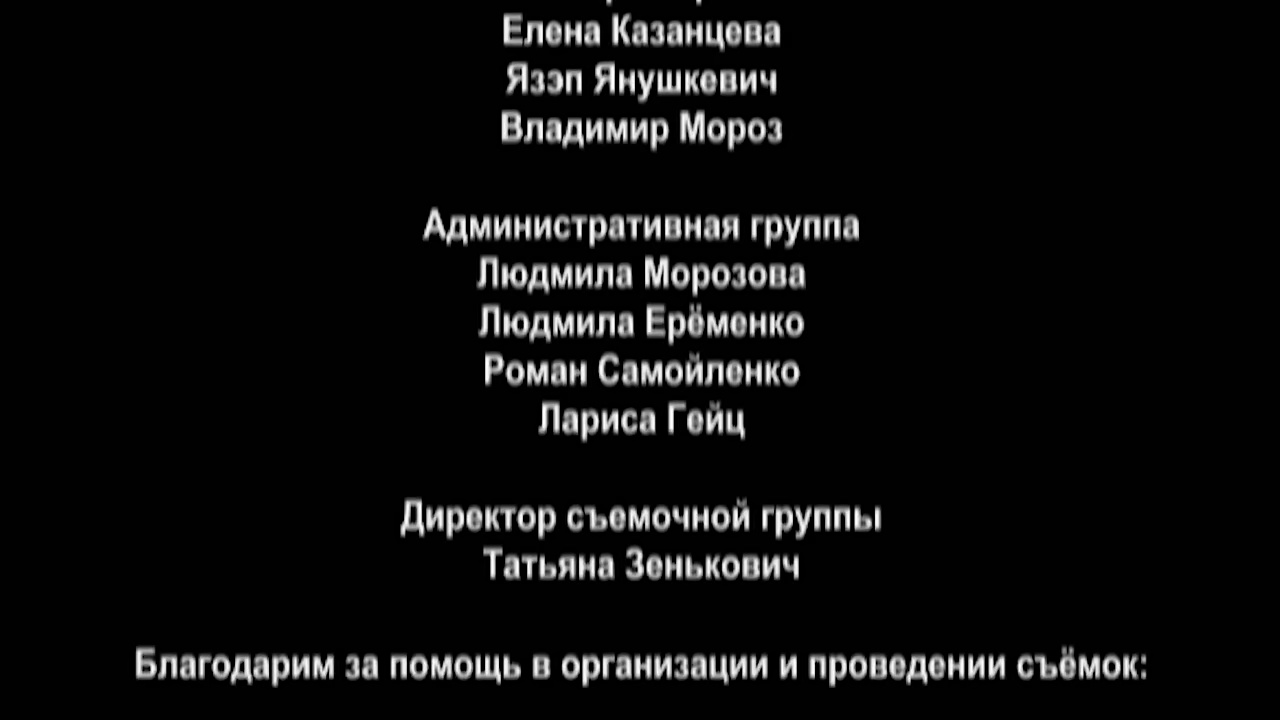 Елена Казанцева
Язэп Янушкевич
Владимир Мороз
Административная группа
Людмила Морозова
Людмила Ерёменко
Роман Самойленко
Лариса Гейц
Директор съемочной группы
Татьяна Зенькович
Благодарим за помощь в организации и проведении съёмок: